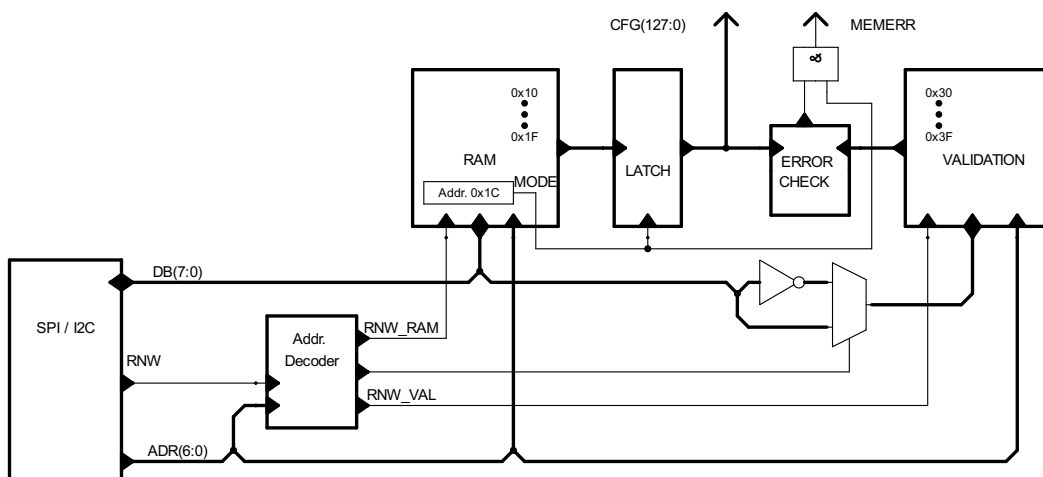 CFG(127:0)
MEMERR
&
0x10
0x1F
RAM
MODE
Addr. 0x1C
LATCH
ERROR
CHECK
0x30
0x3F
VALIDATION
SPI / I2C
DB(7:0)
RNW
ADR(6:0)
Addr.
Decoder
RNW_RAM
RNW_VAL